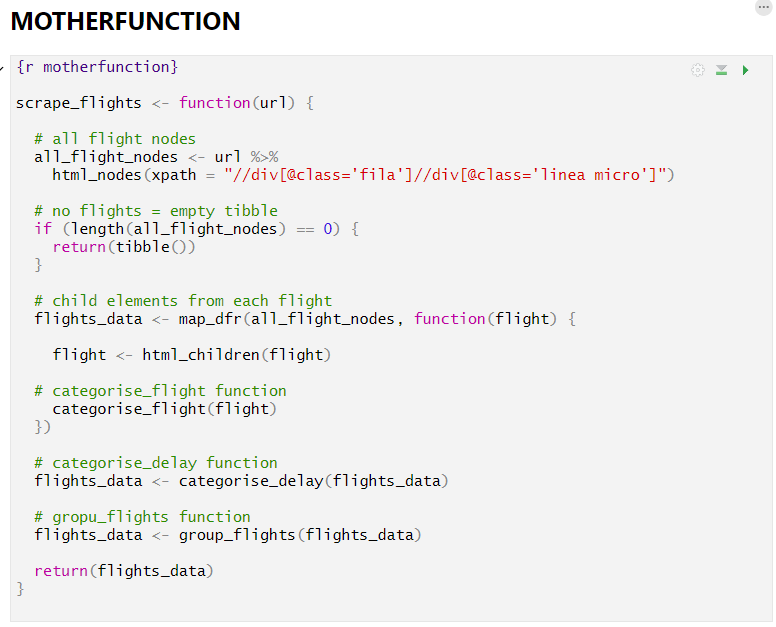 MOTHERFUNCTION
{r motherfunction}
scrape_flights <- function(url) {
# all flight nodes
all_flight_nodes <- url %>%
html_nodes(xpath = "//div[@class='fila']//div[@class='linea micro']")
# no flights = empty tibble
if (length(all_flight_nodes) == 0) {
return(tibble())
}
# child elements from each flight
flights_data <- map_dfr(all_flight_nodes, function(flight) {
flight <- html_children(flight)
# categorise_flight function
categorise_flight(flight)
})
# categorise_delay function
flights_data <- categorise_delay(flights_data)
# gropu_flights function
flights_data <- group_flights(flights_data)
return(flights_data)
}